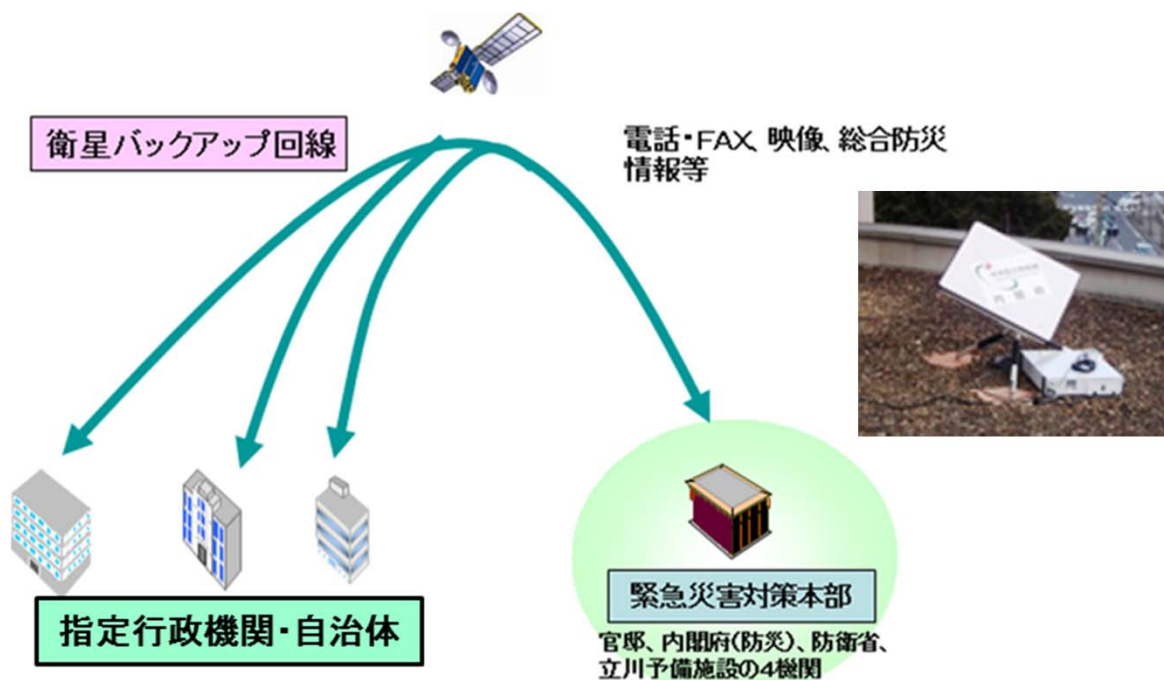 衛星バックアップ回線
電話・FAX、映像、総合防災
情報等
指定行政機関・自治体
緊急災害対策本部
官邸、内閣府(防災)、防衛省、
立川予備施設の4機関
内閣府